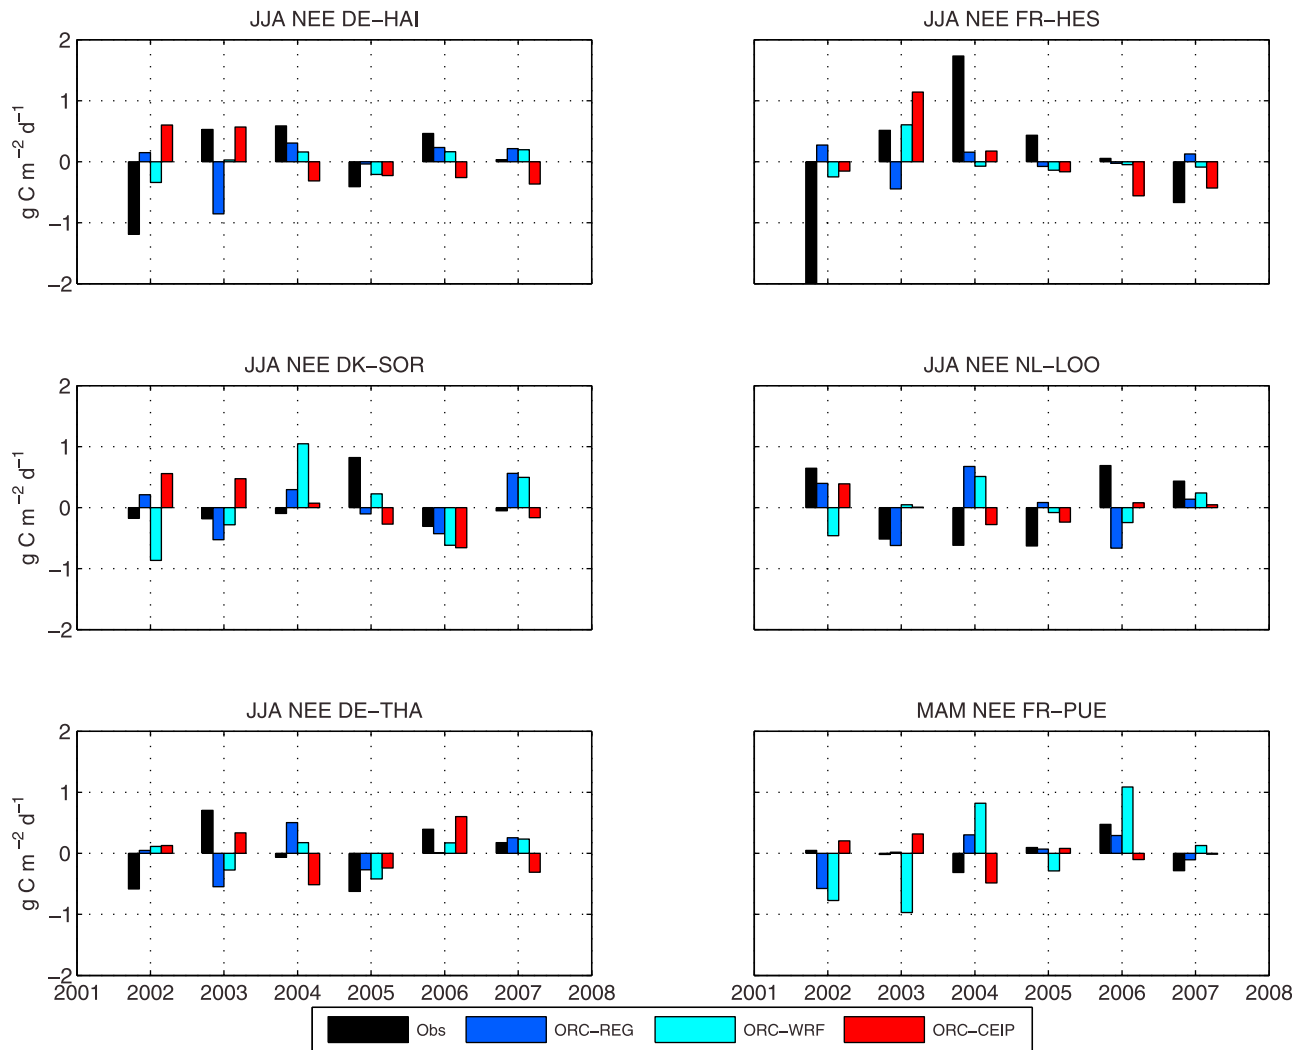 JJA NEE DE−HAI
JJA NEE FR−HES
2
1
0
−1
−2
g C m−2 d−1
JJA NEE DK−SOR
JJA NEE NL−LOO
2
1
0
−1
−2
g C m−2 d−1
JJA NEE DE−THA
MAM NEE FR−PUE
2
1
0
−1
−2
g C m−2 d−1
2001 2002 2003 2004 2005 2006 2007 2008
2001 2002 2003 2004 2005 2006 2007 2008
Obs ORC−REG ORC−WRF ORC−CEIP